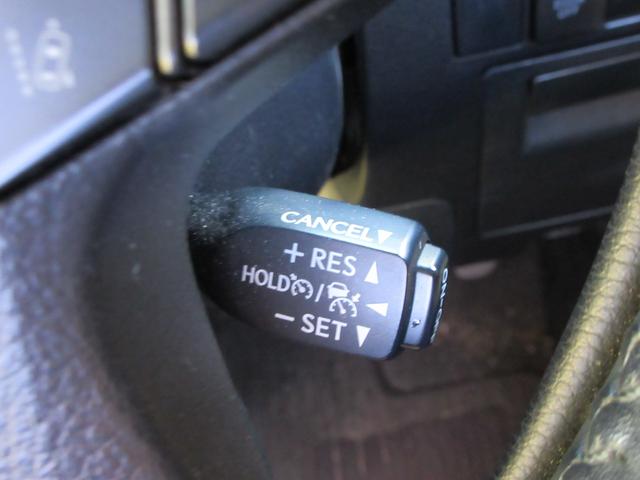 CANCEL▼
+ RES ▲
HOLD / ◀
− SET ▼